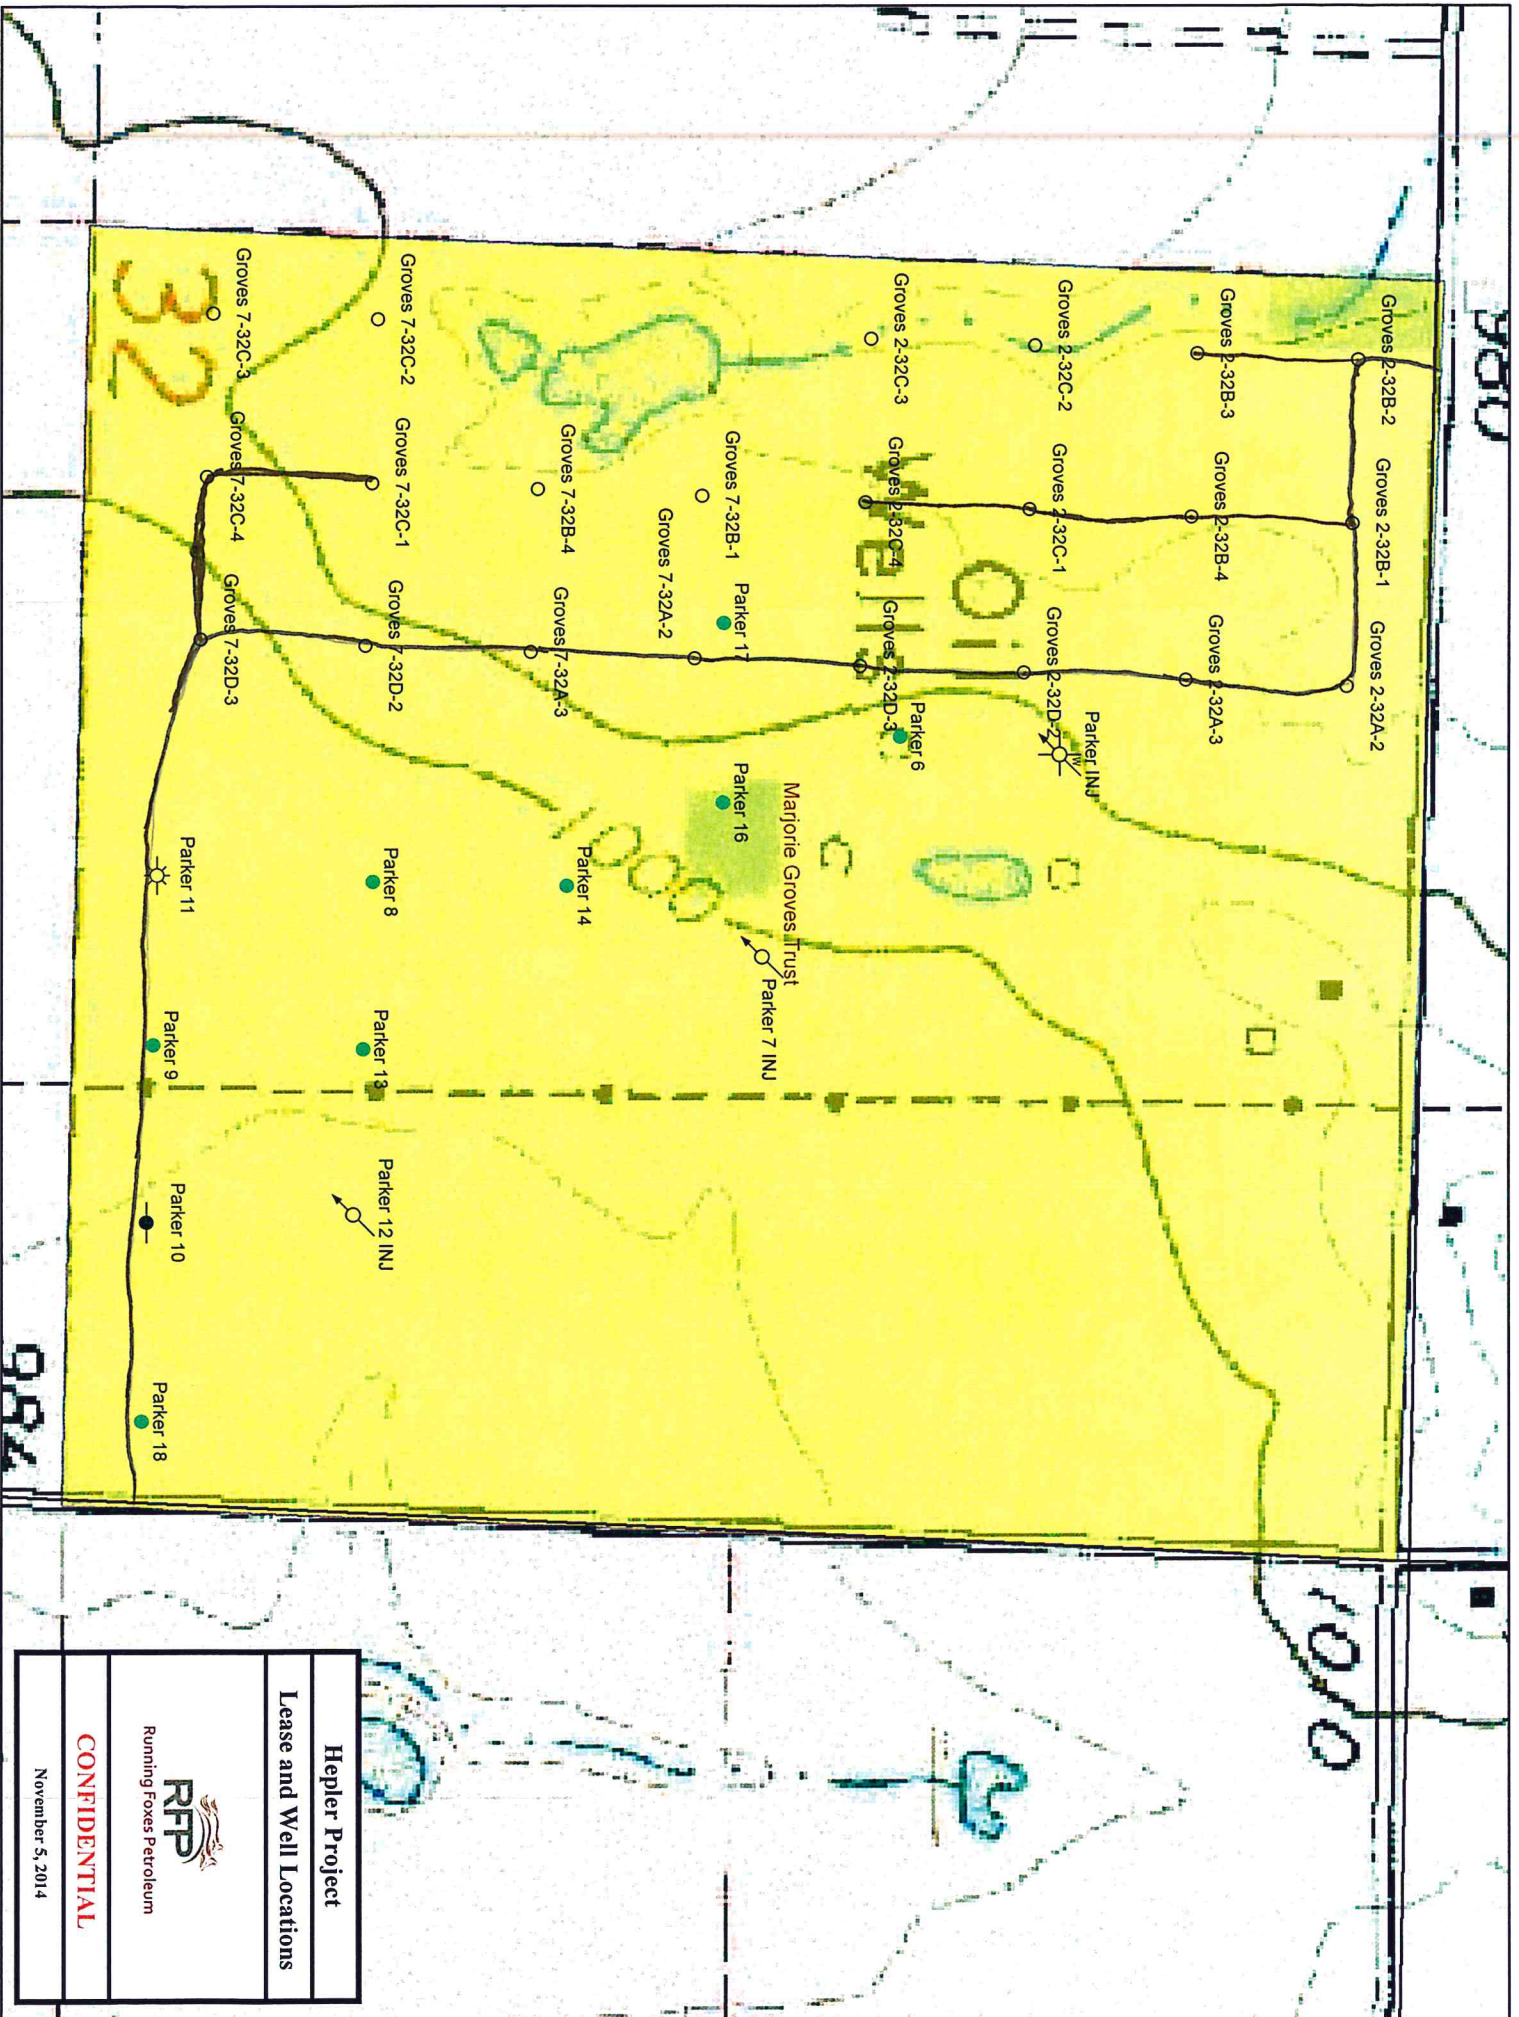 980
Groves 2-32B-2
Groves 2-32B-1
Groves 2-32A-2
Groves 2-32B-3
Groves 2-32B-4
Groves 2-32A-3
Groves 2-32C-2
Groves 2-32C-1
Groves 2-32D-2
Parker INJ
W
Oil
Wells
Groves 2-32C-3
Groves 2-32C-4
Groves 2-32D-3
Parker 6
Marjorie Groves Trust
Parker 7 INJ
Groves 7-32B-1
Parker 17
Parker 16
Groves 7-32A-2
1000
Groves 7-32B-4
Groves 7-32A-3
Parker 14
Groves 7-32C-2
Groves 7-32C-1
Groves 7-32D-2
Parker 8
Parker 13
Parker 12 INJ
Groves 7-32C-3
Groves 7-32C-4
Groves 7-32D-3
Parker 11
Parker 9
Parker 10
Parker 18
32
1010
Hepler Project
Lease and Well Locations
RFP
Running Foxes Petroleum
CONFIDENTIAL
November 5, 2014